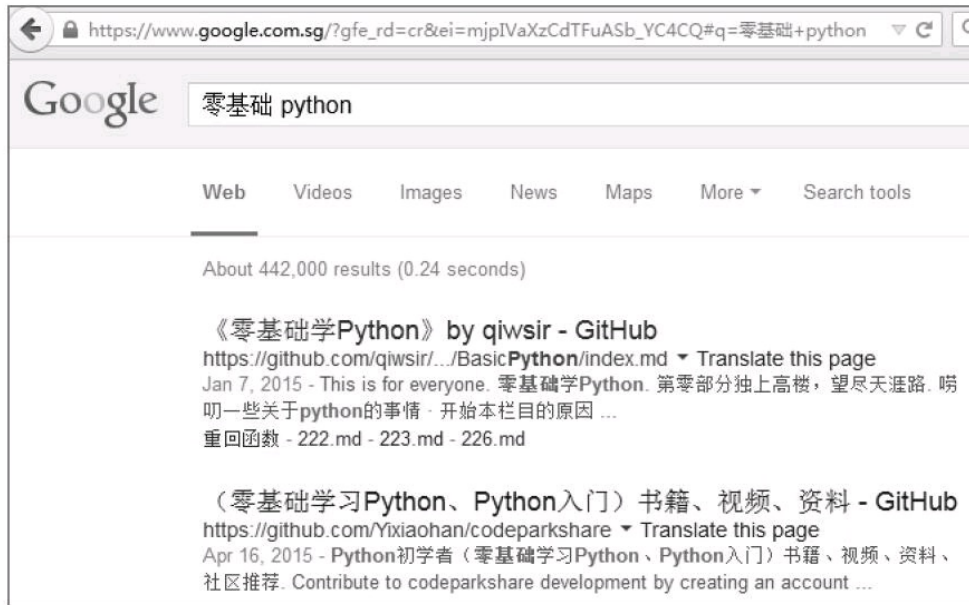 https://www.google.com.sg/?gfe_rd=cr&ei=mjpIVaXzCdTFuASb_YC4CQ#q=零基础+python
Google
零基础 python
Web Videos Images News Maps More Search tools
About 442,000 results (0.24 seconds)
《零基础学Python》by qiwsir - GitHub
https://github.com/qiwsir/.../BasicPython/index.md Translate this page
Jan 7, 2015 - This is for everyone. 零基础学Python. 第零部分独上高楼，望尽天涯路. 唠
叨一些关于python的事情 · 开始本栏目的原因 ...
重回函数 - 222.md - 223.md - 226.md
（零基础学习Python、Python入门）书籍、视频、资料 - GitHub
https://github.com/Yixiaohan/codeparkshare Translate this page
Apr 16, 2015 - Python初学者（零基础学习Python、Python入门）书籍、视频、资料、
社区推荐. Contribute to codeparkshare development by creating an account ...